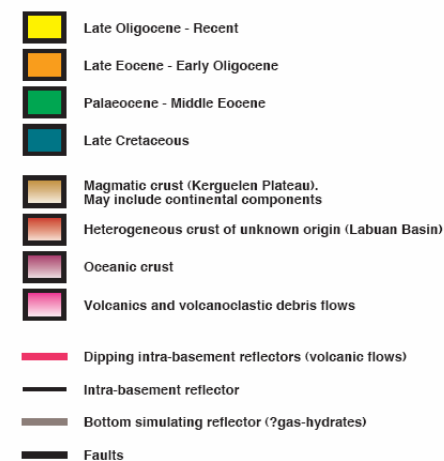 Late Oligocene - Recent
Late Eocene - Early Oligocene
Palaeocene - Middle Eocene
Late Cretaceous
Magmatic crust (Kerguelen Plateau).
May include continental components
Heterogeneous crust of unknown origin (Labuan Basin)
Oceanic crust
Volcanics and volcanoclastic debris flows
Dipping intra-basement reflectors (volcanic flows)
Intra-basement reflector
Bottom simulating reflector (?gas-hydrates)
Faults